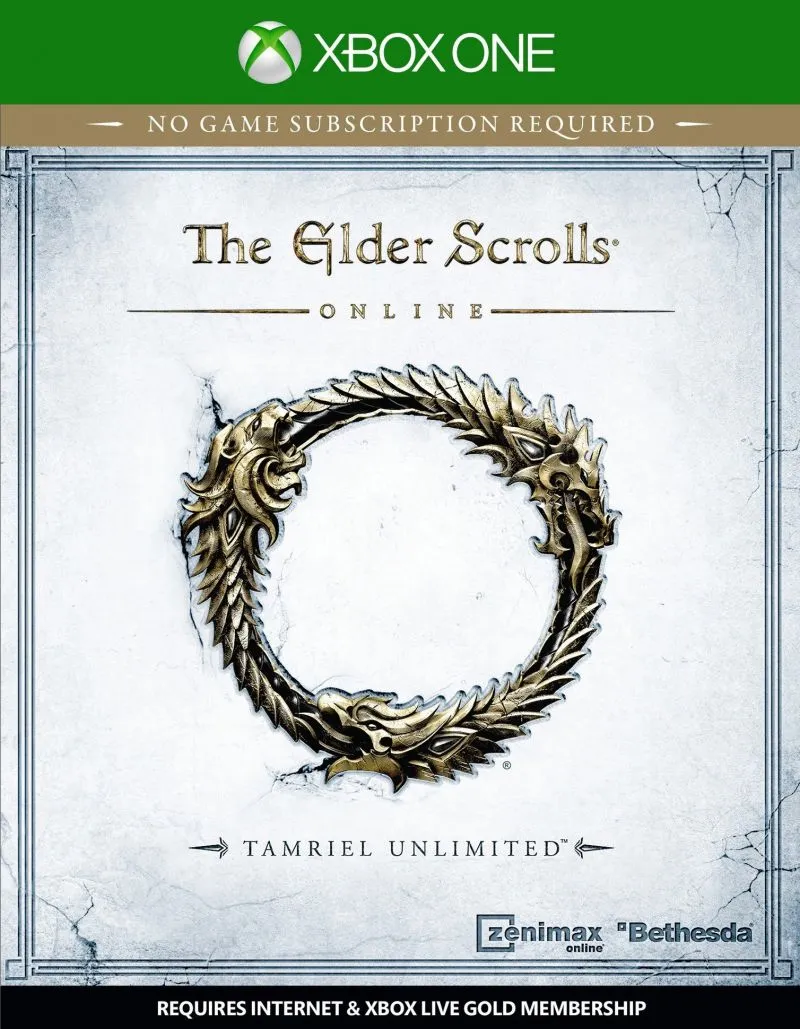 XBOX ONE
NO GAME SUBSCRIPTION REQUIRED
The Elder Scrolls®
ONLINE
®
TAMRIEL UNLIMITED™
zenimax online
Bethesda®
REQUIRES INTERNET & XBOX LIVE GOLD MEMBERSHIP